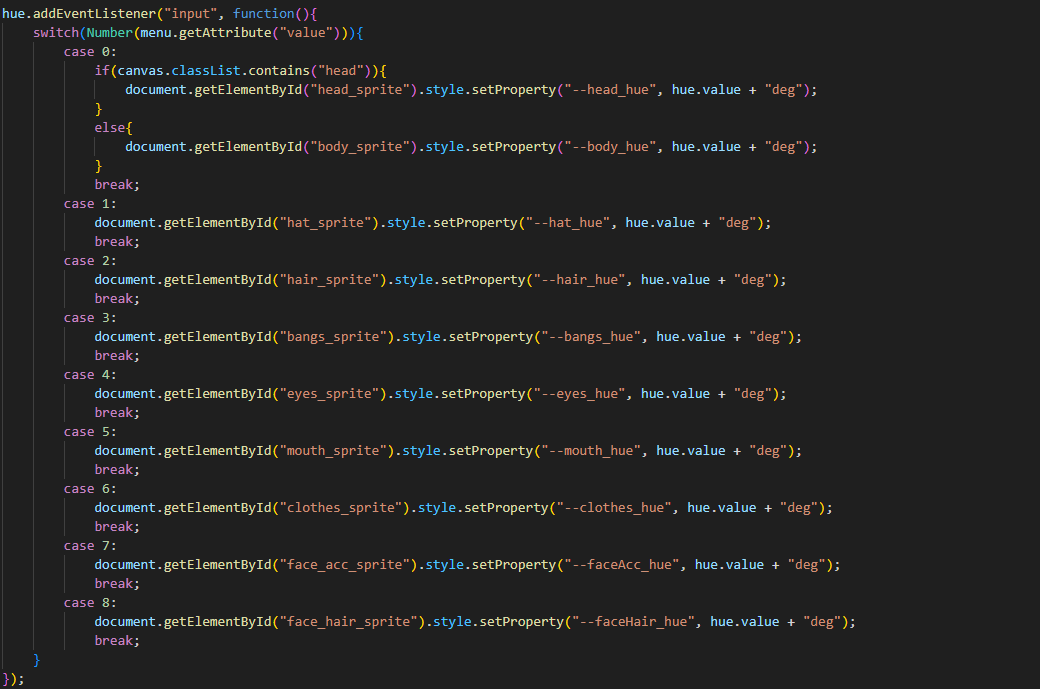 hue.addEventListener("input", function(){
    switch(Number(menu.getAttribute("value"))){
        case 0:
            if(canvas.classList.contains("head")){
                document.getElementById("head_sprite").style.setProperty("--head_hue", hue.value + "deg");
            }
            else{
                document.getElementById("body_sprite").style.setProperty("--body_hue", hue.value + "deg");
            }
            break;
        case 1:
            document.getElementById("hat_sprite").style.setProperty("--hat_hue", hue.value + "deg");
            break;
        case 2:
            document.getElementById("hair_sprite").style.setProperty("--hair_hue", hue.value + "deg");
            break;
        case 3:
            document.getElementById("bangs_sprite").style.setProperty("--bangs_hue", hue.value + "deg");
            break;
        case 4:
            document.getElementById("eyes_sprite").style.setProperty("--eyes_hue", hue.value + "deg");
            break;
        case 5:
            document.getElementById("mouth_sprite").style.setProperty("--mouth_hue", hue.value + "deg");
            break;
        case 6:
            document.getElementById("clothes_sprite").style.setProperty("--clothes_hue", hue.value + "deg");
            break;
        case 7:
            document.getElementById("face_acc_sprite").style.setProperty("--faceAcc_hue", hue.value + "deg");
            break;
        case 8:
            document.getElementById("face_hair_sprite").style.setProperty("--faceHair_hue", hue.value + "deg");
            break;
    }
});